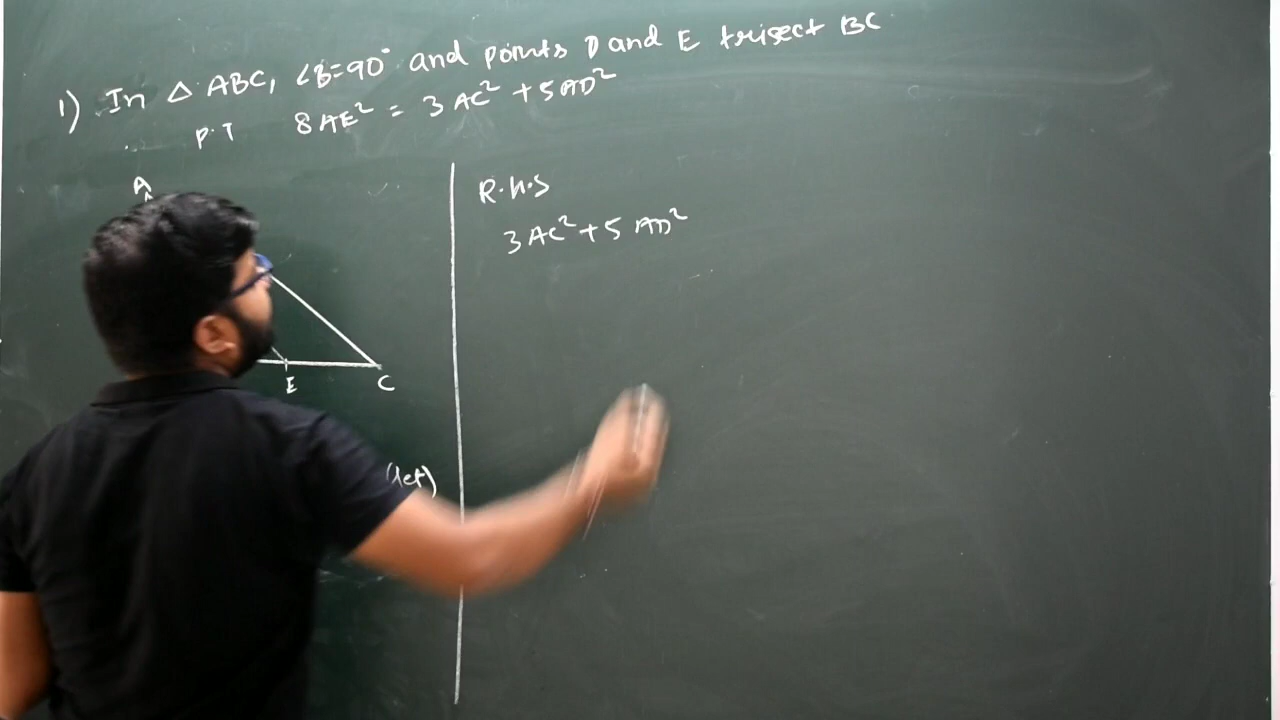 1) In △ ABC, ∠B=90° and points D and E trisect BC
P.T 8AE² = 3AC² + 5AD²
A
R.H.S
3AC² + 5AD²
E
C
(let)